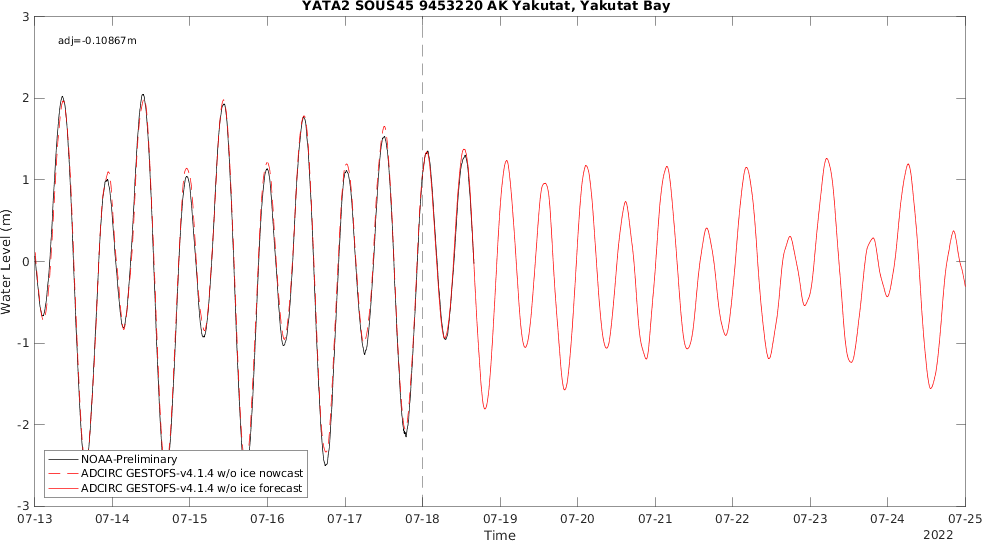 YATA2 SOUS45 9453220 AK Yakutat, Yakutat Bay
adj=-0.10867m
3
2
1
0
-1
-2
-3
Water Level (m)
NOAA-Preliminary
ADCIRC GESTOFS-v4.1.4 w/o ice nowcast
ADCIRC GESTOFS-v4.1.4 w/o ice forecast
07-13 07-14 07-15 07-16 07-17 07-18 07-19 07-20 07-21 07-22 07-23 07-24 07-25
Time
2022